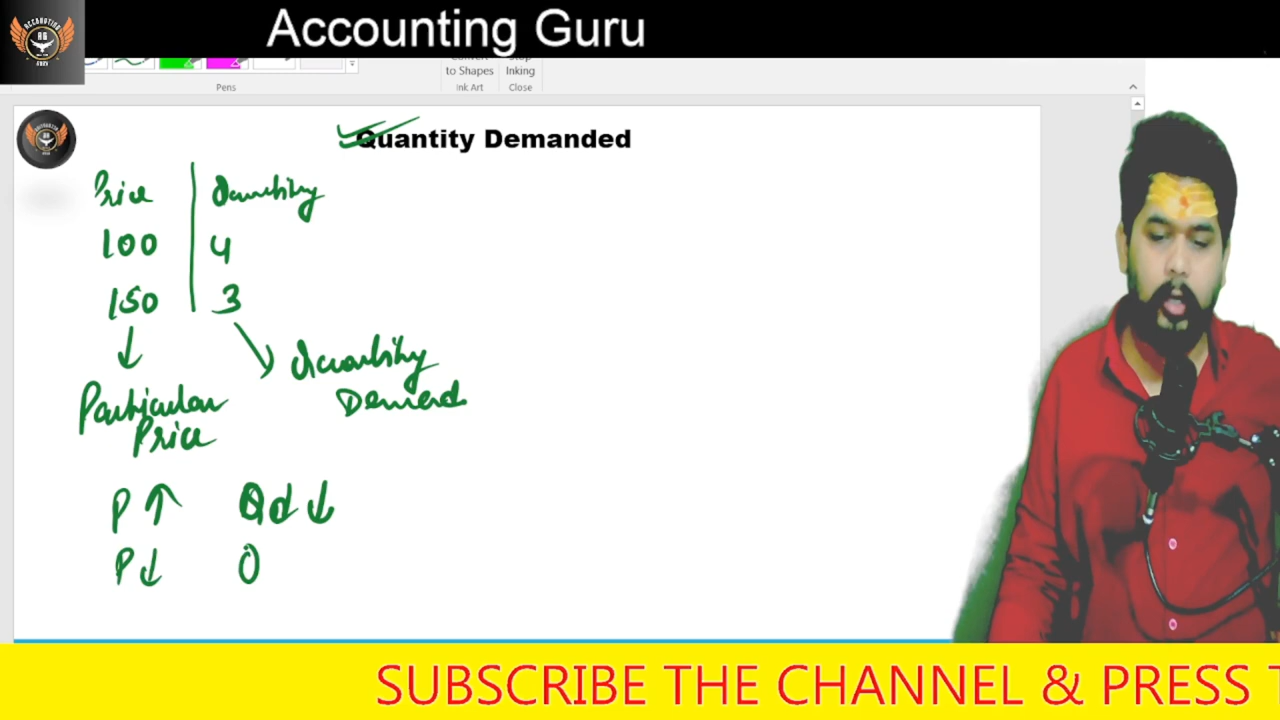 Accounting Guru
to Shapes
Inking
Pens
Ink Art
Close
Quantity Demanded
Price
Quantity
100
4
150
3
Quantity
Demand
Particular
Price
P ↑ Qd ↓
P ↓ Q
SUBSCRIBE THE CHANNEL & PRESS T